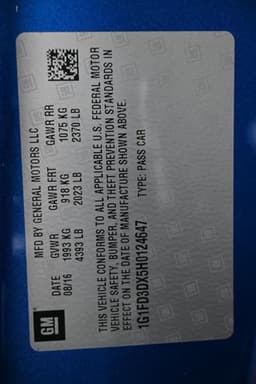 MFD BY GENERAL MOTORS LLC
DATE GVWR GAWR FRT GAWR RR
08/16 1993 KG 918 KG 1075 KG
4393 LB 2023 LB 2370 LB
THIS VEHICLE CONFORMS TO ALL APPLICABLE U.S. FEDERAL MOTOR
VEHICLE SAFETY, BUMPER, AND THEFT PREVENTION STANDARDS IN
EFFECT ON THE DATE OF MANUFACTURE SHOWN ABOVE.
1G1FD3DX5H0124647 TYPE: PASS CAR
GM